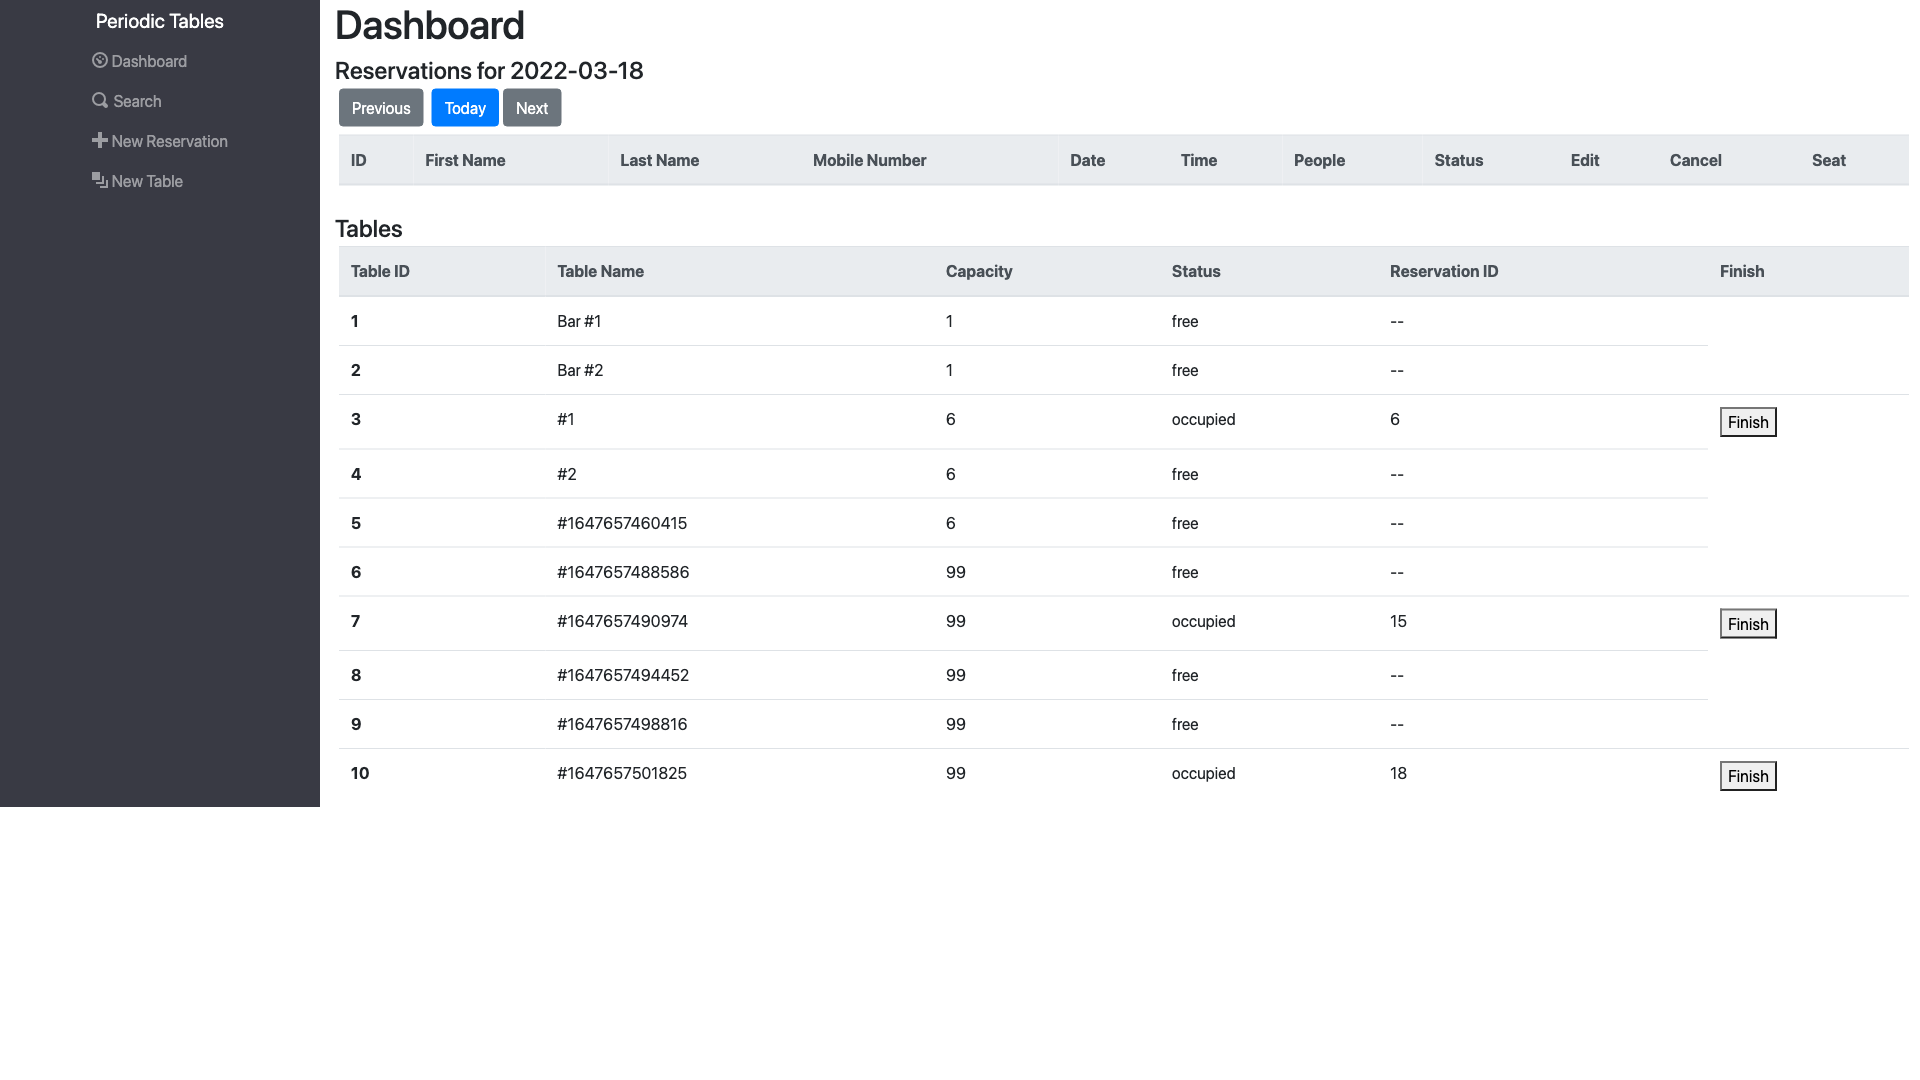 Periodic Tables
Dashboard
Search
New Reservation
New Table
Dashboard
Reservations for 2022-03-18
Previous Today Next
ID First Name Last Name Mobile Number Date Time People Status Edit Cancel Seat
Tables
Table ID Table Name Capacity Status Reservation ID Finish
1 Bar #1 1 free --
2 Bar #2 1 free --
3 #1 6 occupied 6 Finish
4 #2 6 free --
5 #1647657460415 6 free --
6 #1647657488586 99 free --
7 #1647657490974 99 occupied 15 Finish
8 #1647657494452 99 free --
9 #1647657498816 99 free --
10 #1647657501825 99 occupied 18 Finish